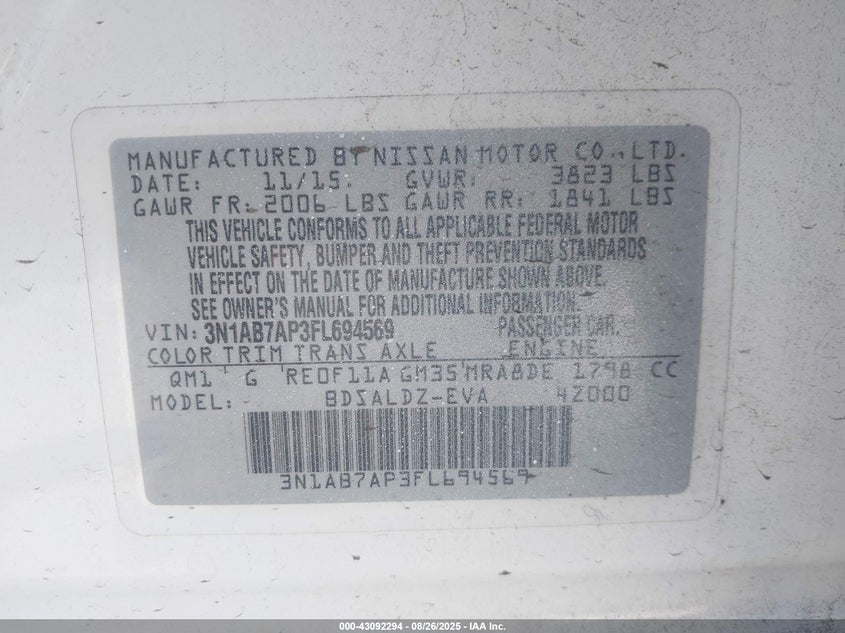 MANUFACTURED BY NISSAN MOTOR CO., LTD.
DATE: 11/15 GVWR: 3823 LBS
GAWR FR: 2006 LBS GAWR RR: 1841 LBS
THIS VEHICLE CONFORMS TO ALL APPLICABLE FEDERAL MOTOR
VEHICLE SAFETY, BUMPER AND THEFT PREVENTION STANDARDS
IN EFFECT ON THE DATE OF MANUFACTURE SHOWN ABOVE.
SEE OWNER'S MANUAL FOR ADDITIONAL INFORMATION.
VIN: 3N1AB7AP3FL694569 PASSENGER CAR.
COLOR TRIM TRANS AXLE ENGINE
QM1 G RE0F11A GM35 MRA8DE 1798 CC
MODEL: BDSALDZ-EVA 42000
3N1AB7AP3FL694569
000-43092294 - 08/26/2025 - IAA Inc.